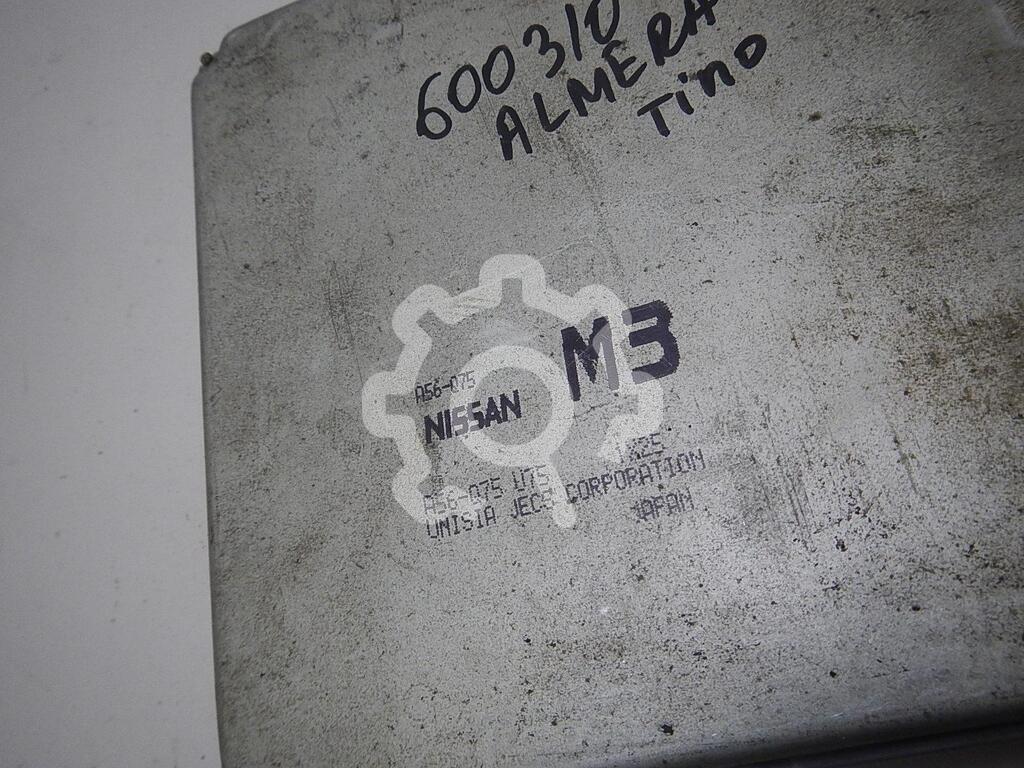 600310
ALMERA
Tino
M3
A56-075
NISSAN
A56-075 U75
UNISIA JECS CORPORATION
JAPAN